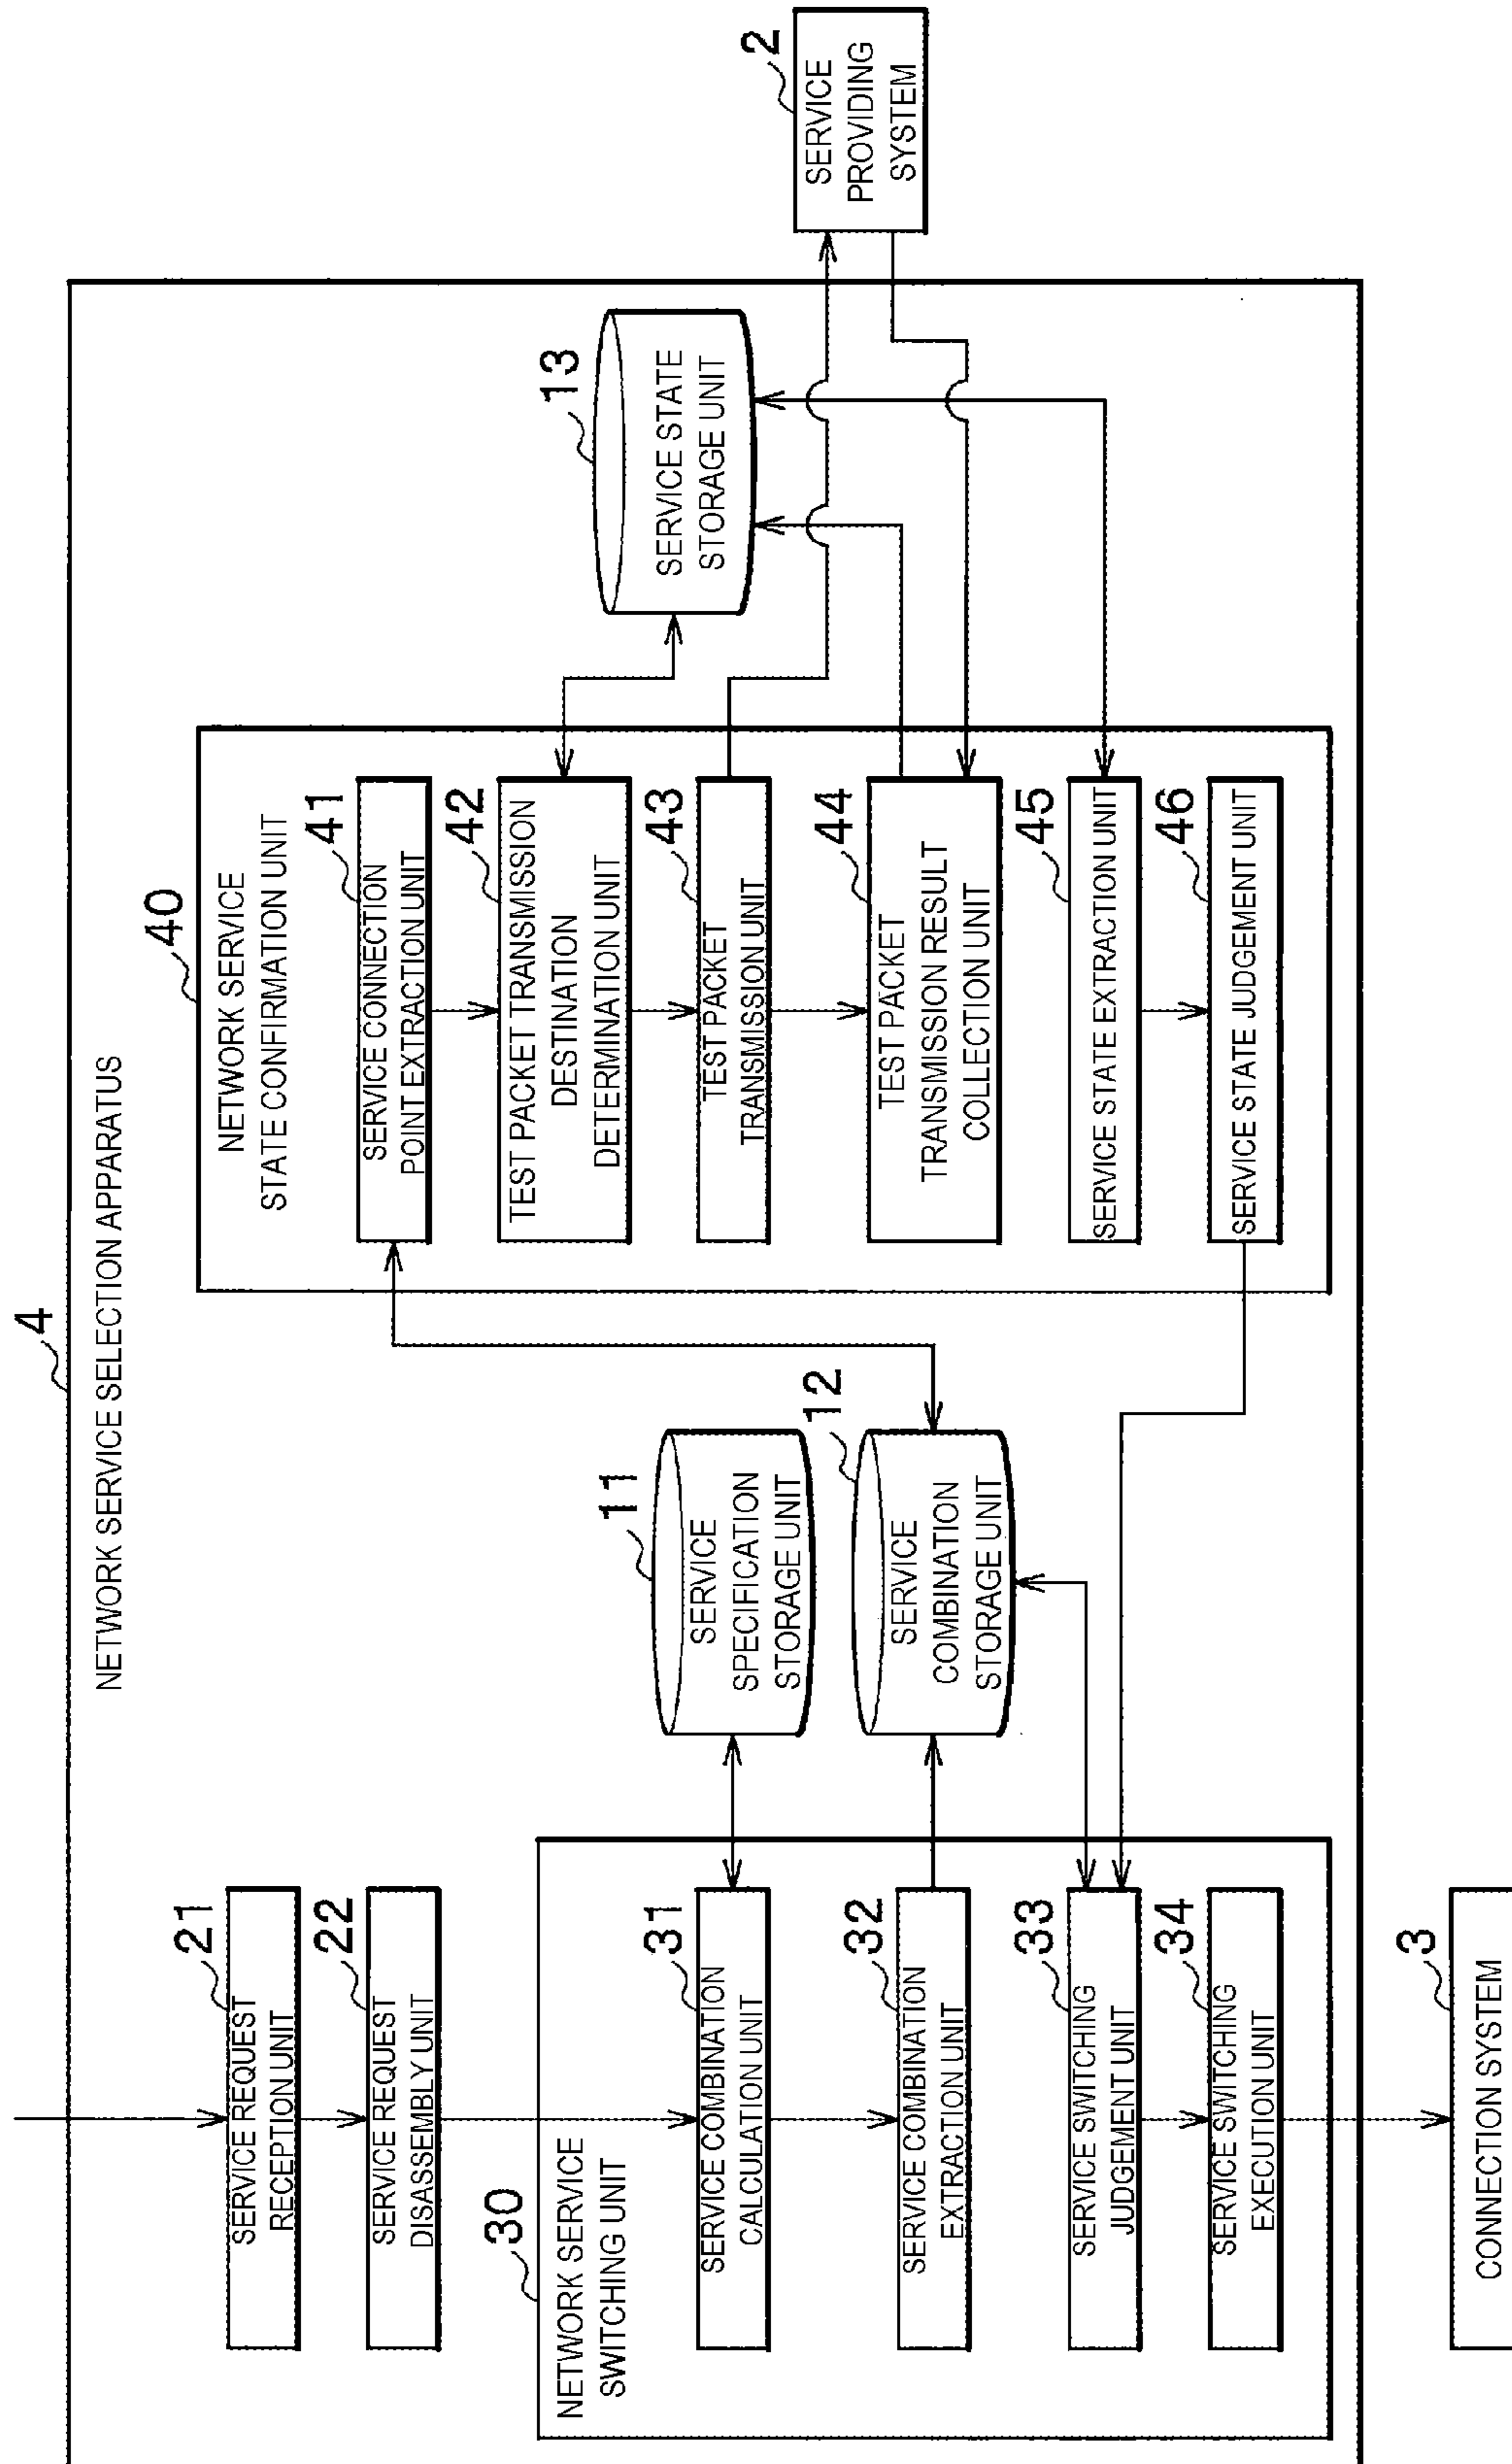 4
NETWORK SERVICE SELECTION APPARATUS
21
SERVICE REQUEST
RECEPTION UNIT
22
SERVICE REQUEST
DISASSEMBLY UNIT
30
NETWORK SERVICE
SWITCHING UNIT
31
SERVICE COMBINATION
CALCULATION UNIT
32
SERVICE COMBINATION
EXTRACTION UNIT
33
SERVICE SWITCHING
JUDGEMENT UNIT
34
SERVICE SWITCHING
EXECUTION UNIT
3
CONNECTION SYSTEM
11
SERVICE
SPECIFICATION
STORAGE UNIT
12
SERVICE
COMBINATION
STORAGE UNIT
40
NETWORK SERVICE
STATE CONFIRMATION UNIT
41
SERVICE CONNECTION
POINT EXTRACTION UNIT
42
TEST PACKET TRANSMISSION
DESTINATION
DETERMINATION UNIT
43
TEST PACKET
TRANSMISSION UNIT
44
TEST PACKET
TRANSMISSION RESULT
COLLECTION UNIT
45
SERVICE STATE EXTRACTION UNIT
46
SERVICE STATE JUDGEMENT UNIT
13
SERVICE STATE
STORAGE UNIT
2
SERVICE
PROVIDING
SYSTEM